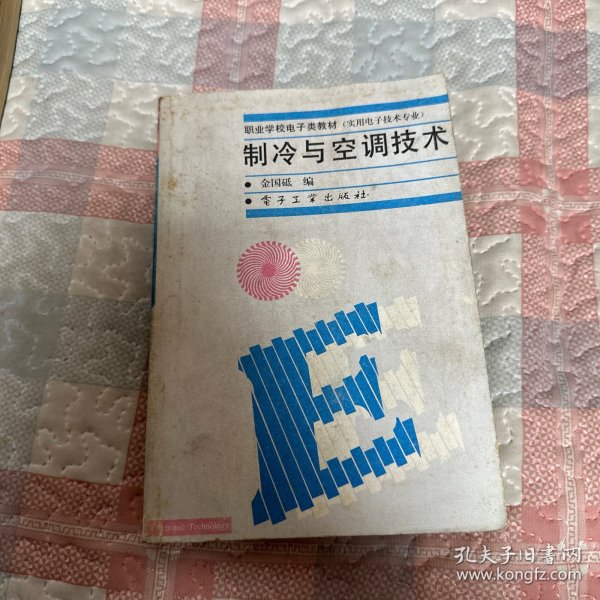 职业学校电子类教材（实用电子技术专业）
制冷与空调技术
• 金国砥 编
• 电子工业出版社
Electronic Technology
孔夫子旧书网
www.kongfz.com